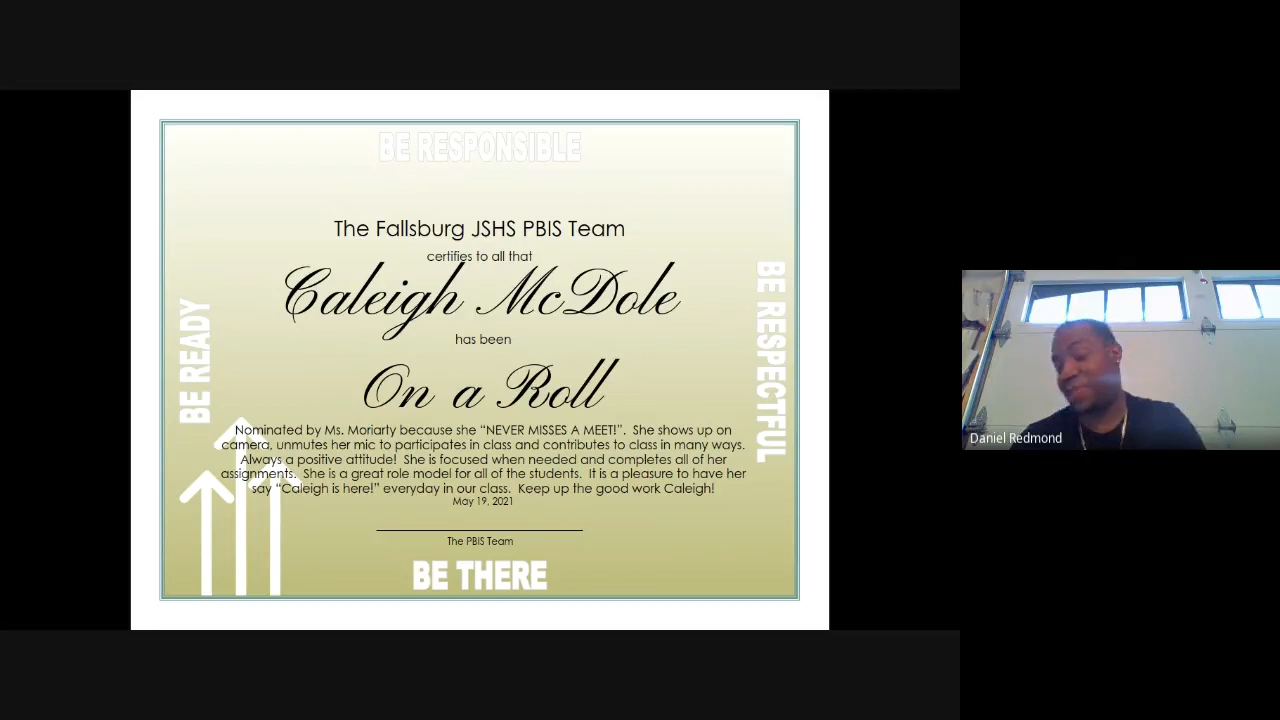 BE RESPONSIBLE
The Fallsburg JSHS PBIS Team
certifies to all that
Caleigh McDole
has been
On a Roll
Nominated by Ms. Moriarty because she “NEVER MISSES A MEET!”.  She shows up on
camera, unmutes her mic to participates in class and contributes to class in many ways.
Always a positive attitude!  She is focused when needed and completes all of her
assignments.  She is a great role model for all of the students.  It is a pleasure to have her
say “Caleigh is here!” everyday in our class.  Keep up the good work Caleigh!
May 19, 2021
The PBIS Team
BE THERE
BE READY
BE RESPECTFUL
Daniel Redmond